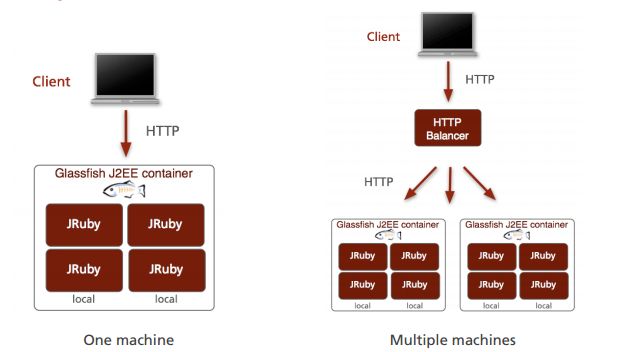 Client
HTTP
Glassfish J2EE container
JRuby JRuby
JRuby JRuby
local local
One machine
Client
HTTP
HTTP
Balancer
HTTP
Glassfish J2EE container Glassfish J2EE container
JRuby JRuby JRuby JRuby
JRuby JRuby JRuby JRuby
local local local local
Multiple machines